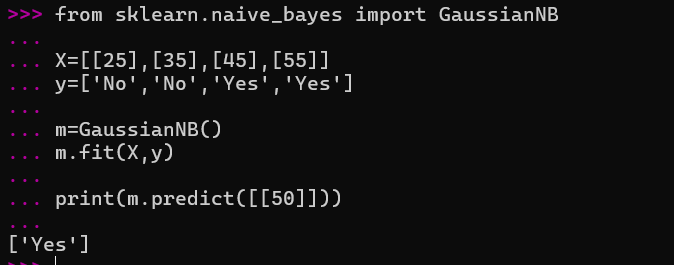 >>> from sklearn.naive_bayes import GaussianNB
...
... X=[[25],[35],[45],[55]]
... y=['No','No','Yes','Yes']
...
... m=GaussianNB()
... m.fit(X,y)
...
... print(m.predict([[50]]))
...
['Yes']
>>>